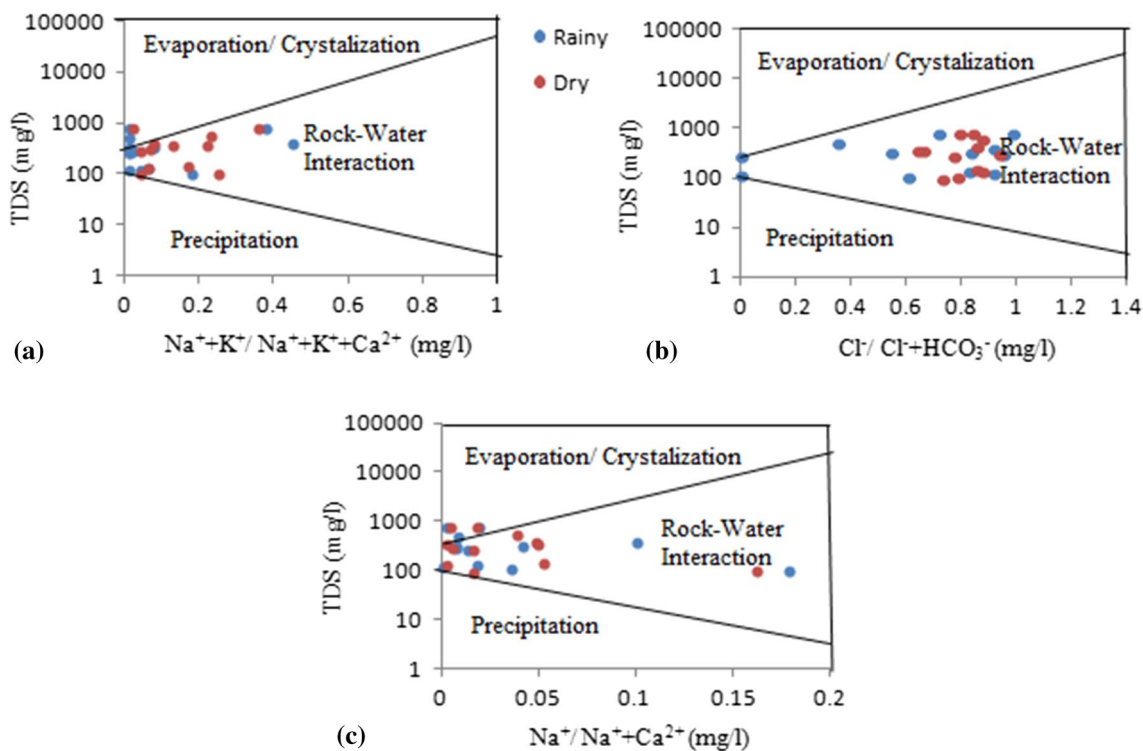 100000
10000
1000
100
10
1
TDS (mg/l)
Evaporation/ Crystalization
Rock-Water
Interaction
Precipitation
0 0.2 0.4 0.6 0.8 1
Na⁺+K⁺/ Na⁺+K⁺+Ca²⁺ (mg/l)
(a)
Rainy
Dry
100000
10000
1000
100
10
1
TDS (mg/l)
Evaporation/ Crystalization
Rock-Water
Interaction
Precipitation
0 0.2 0.4 0.6 0.8 1 1.2 1.4
Cl⁻/ Cl⁻+HCO₃⁻ (mg/l)
(b)
100000
10000
1000
100
10
1
TDS (mg/l)
Evaporation/ Crystalization
Rock-Water
Interaction
Precipitation
0 0.05 0.1 0.15 0.2
Na⁺/ Na⁺+Ca²⁺ (mg/l)
(c)